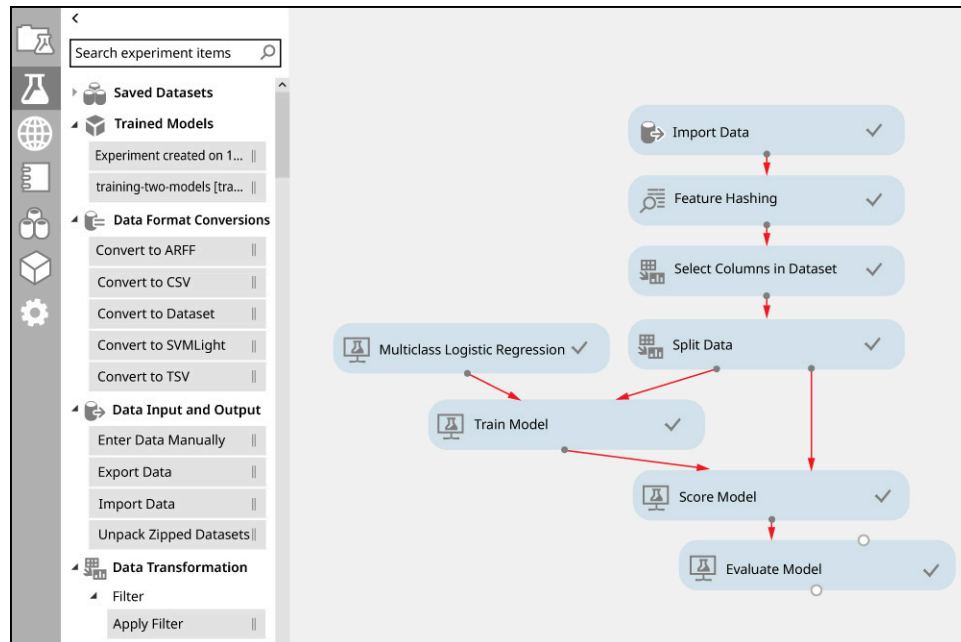 Search experiment items
Saved Datasets
Trained Models
Experiment created on 1...
training-two-models [tra...
Data Format Conversions
Convert to ARFF
Convert to CSV
Convert to Dataset
Convert to SVMLight
Convert to TSV
Data Input and Output
Enter Data Manually
Export Data
Import Data
Unpack Zipped Datasets
Data Transformation
Filter
Apply Filter
Import Data
Feature Hashing
Select Columns in Dataset
Multiclass Logistic Regression
Split Data
Train Model
Score Model
Evaluate Model